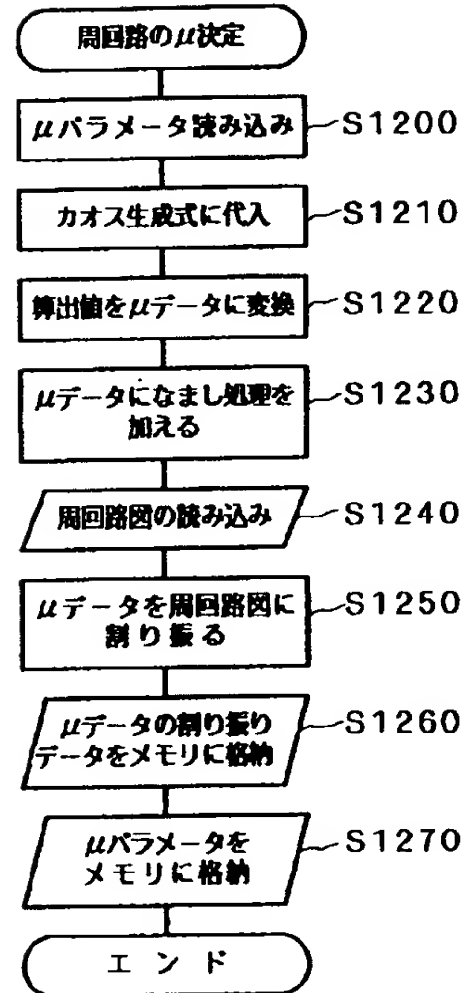 周回路のμ決定
μパラメータ読み込み
S1200
カオス生成式に代入
S1210
算出値をμデータに変換
S1220
μデータになまし処理を
加える
S1230
周回路図の読み込み
S1240
μデータを周回路図に
割り振る
S1250
μデータの割り振り
データをメモリに格納
S1260
μパラメータを
メモリに格納
S1270
エンド